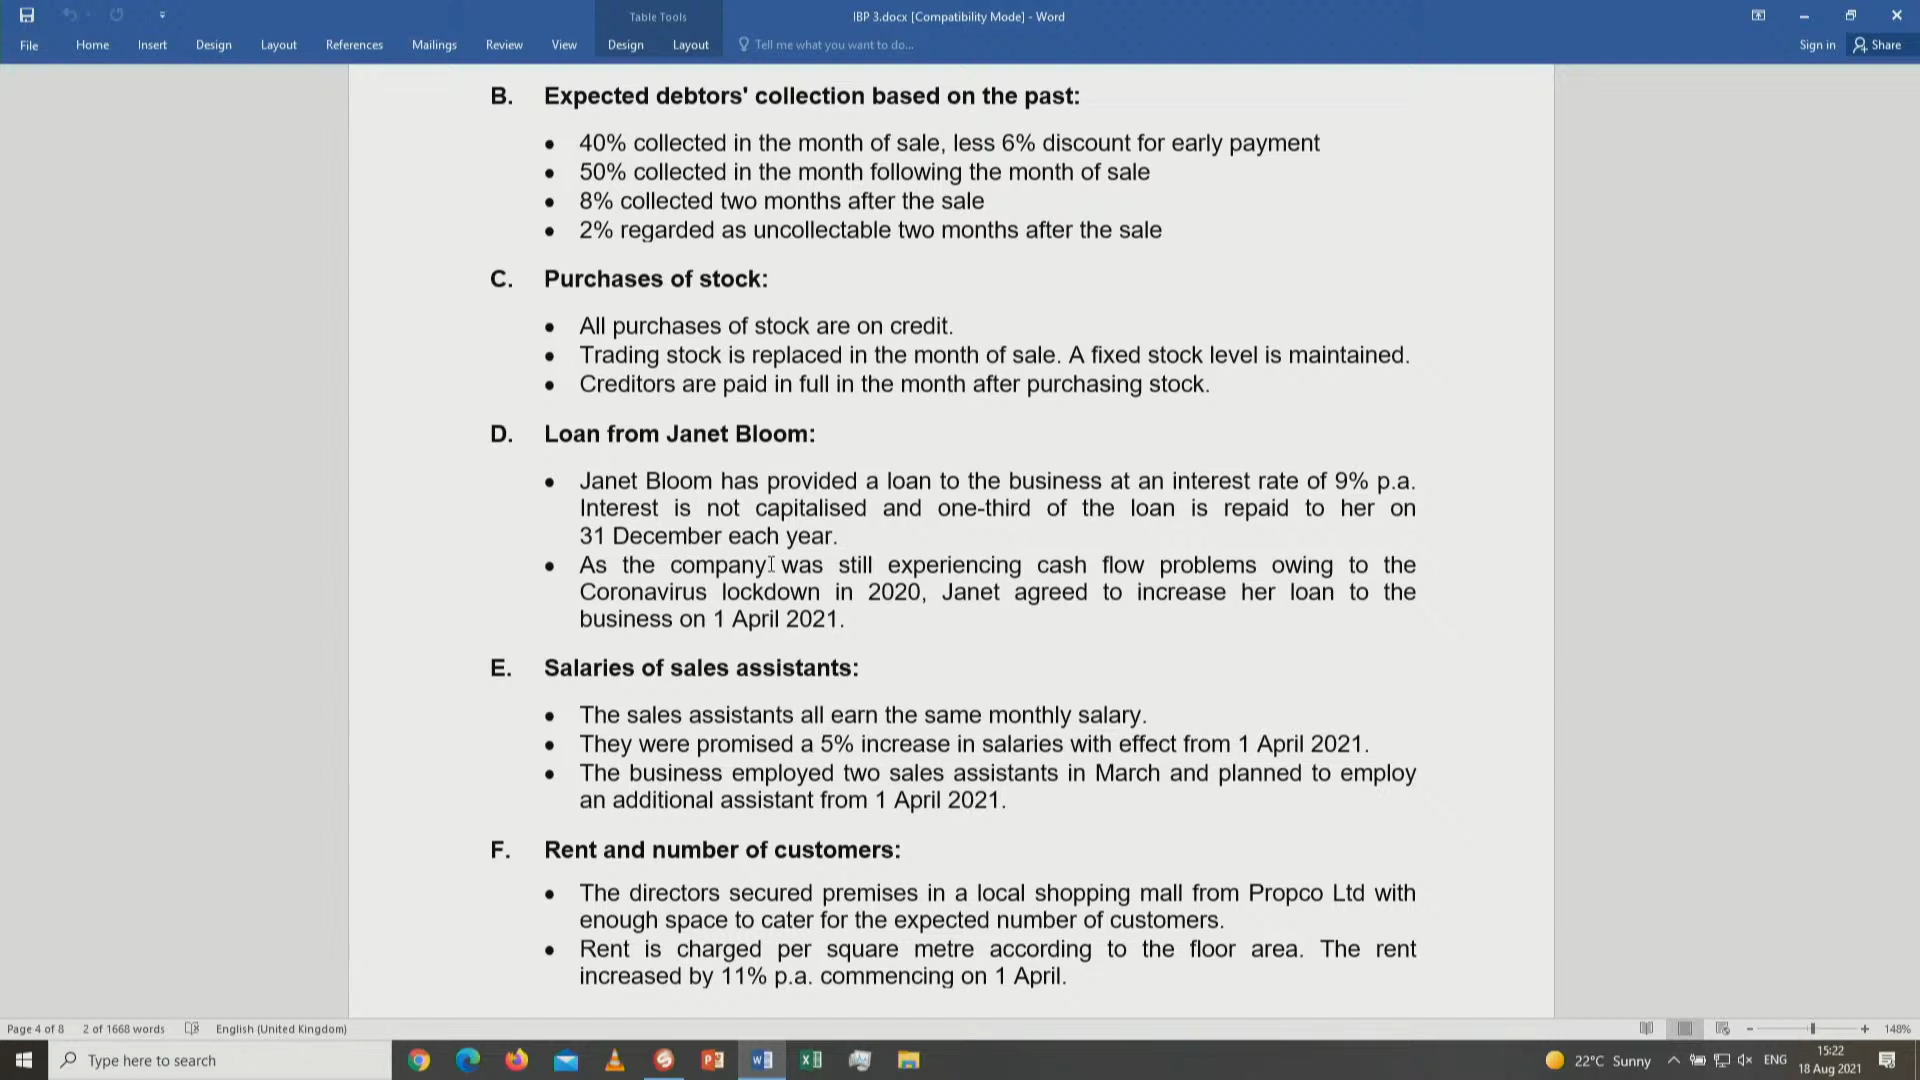 Table Tools
IBP 3.docx [Compatibility Mode] - Word
File Home Insert Design Layout References Mailings Review View Design Layout Tell me what you want to do... Sign in Share
B. Expected debtors' collection based on the past:
• 40% collected in the month of sale, less 6% discount for early payment
• 50% collected in the month following the month of sale
• 8% collected two months after the sale
• 2% regarded as uncollectable two months after the sale
C. Purchases of stock:
• All purchases of stock are on credit.
• Trading stock is replaced in the month of sale. A fixed stock level is maintained.
• Creditors are paid in full in the month after purchasing stock.
D. Loan from Janet Bloom:
• Janet Bloom has provided a loan to the business at an interest rate of 9% p.a.
Interest is not capitalised and one-third of the loan is repaid to her on
31 December each year.
• As the company was still experiencing cash flow problems owing to the
Coronavirus lockdown in 2020, Janet agreed to increase her loan to the
business on 1 April 2021.
E. Salaries of sales assistants:
• The sales assistants all earn the same monthly salary.
• They were promised a 5% increase in salaries with effect from 1 April 2021.
• The business employed two sales assistants in March and planned to employ
an additional assistant from 1 April 2021.
F. Rent and number of customers:
• The directors secured premises in a local shopping mall from Propco Ltd with
enough space to cater for the expected number of customers.
• Rent is charged per square metre according to the floor area. The rent
increased by 11% p.a. commencing on 1 April.
Page 4 of 8 2 of 1668 words English (United Kingdom) 148%
Type here to search 22°C Sunny ENG 15:22
18 Aug 2021